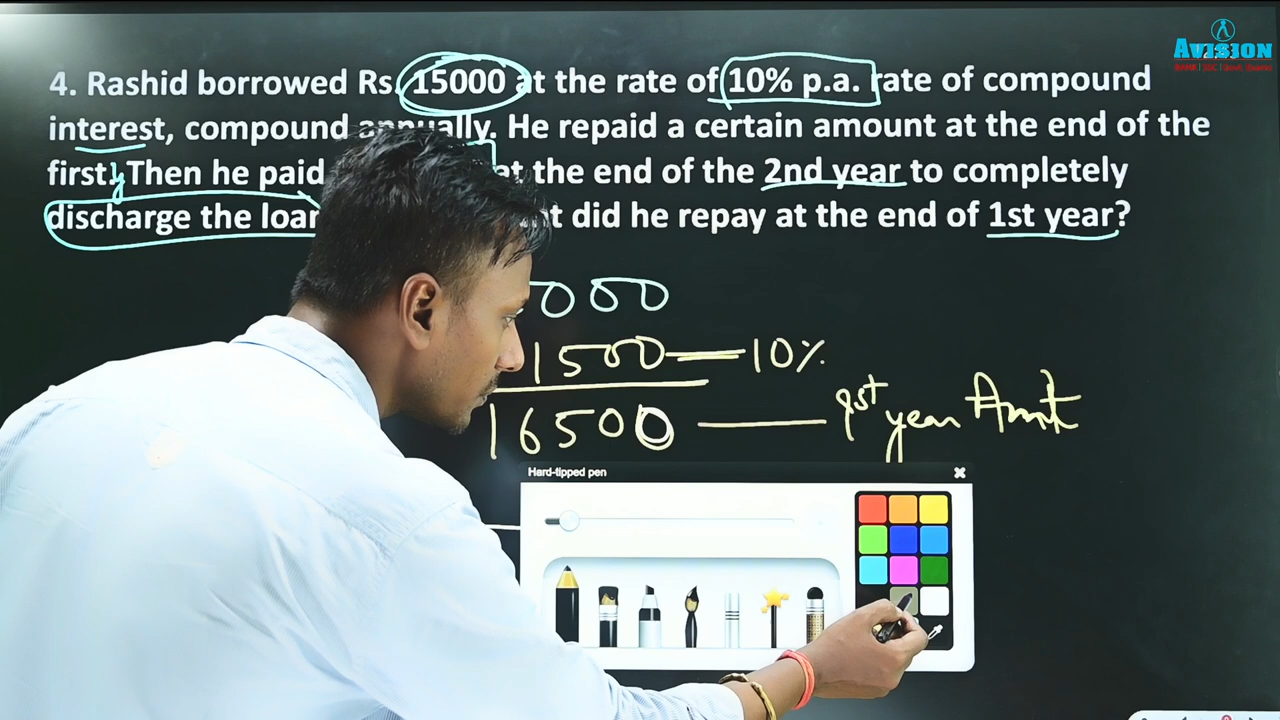 AVISION
4. Rashid borrowed Rs. 15000 at the rate of 10% p.a. rate of compound
interest, compound annually. He repaid a certain amount at the end of the
first. Then he paid at the end of the 2nd year to completely
discharge the loan did he repay at the end of 1st year?
000
1500 — 10%
16500 — 1st year Amt
Hard-tipped pen